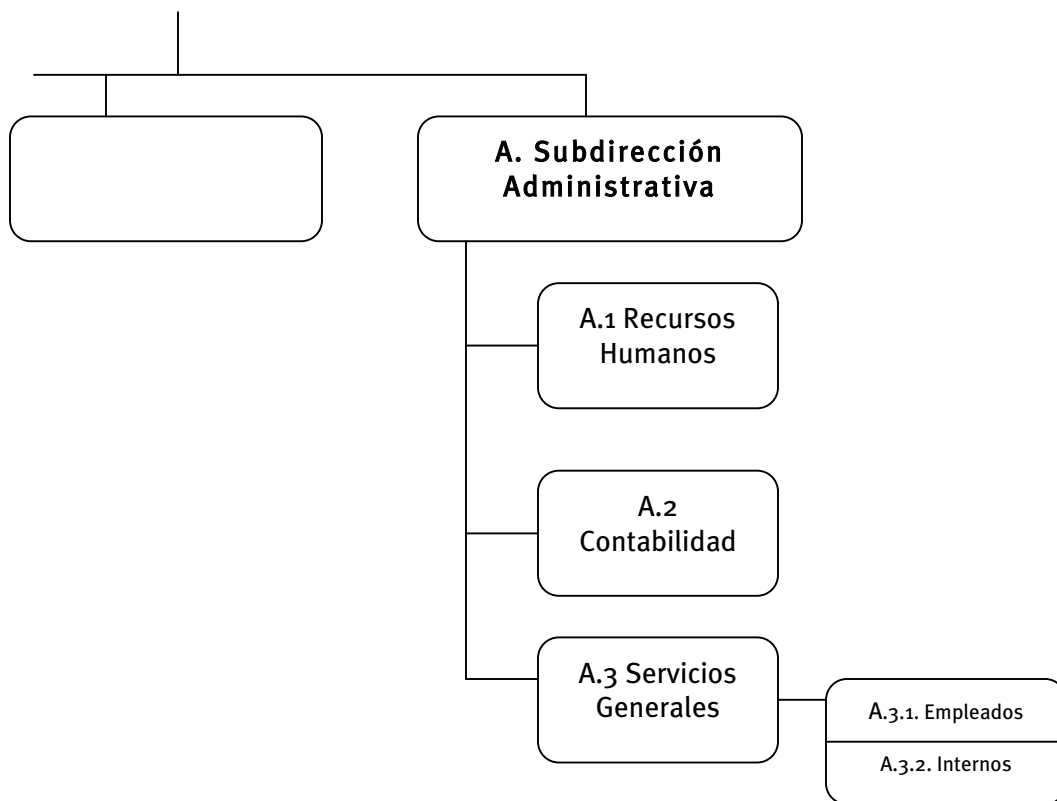 A. Subdirección
Administrativa
A.1 Recursos
Humanos
A.2
Contabilidad
A.3 Servicios
Generales
A.3.1. Empleados
A.3.2. Internos